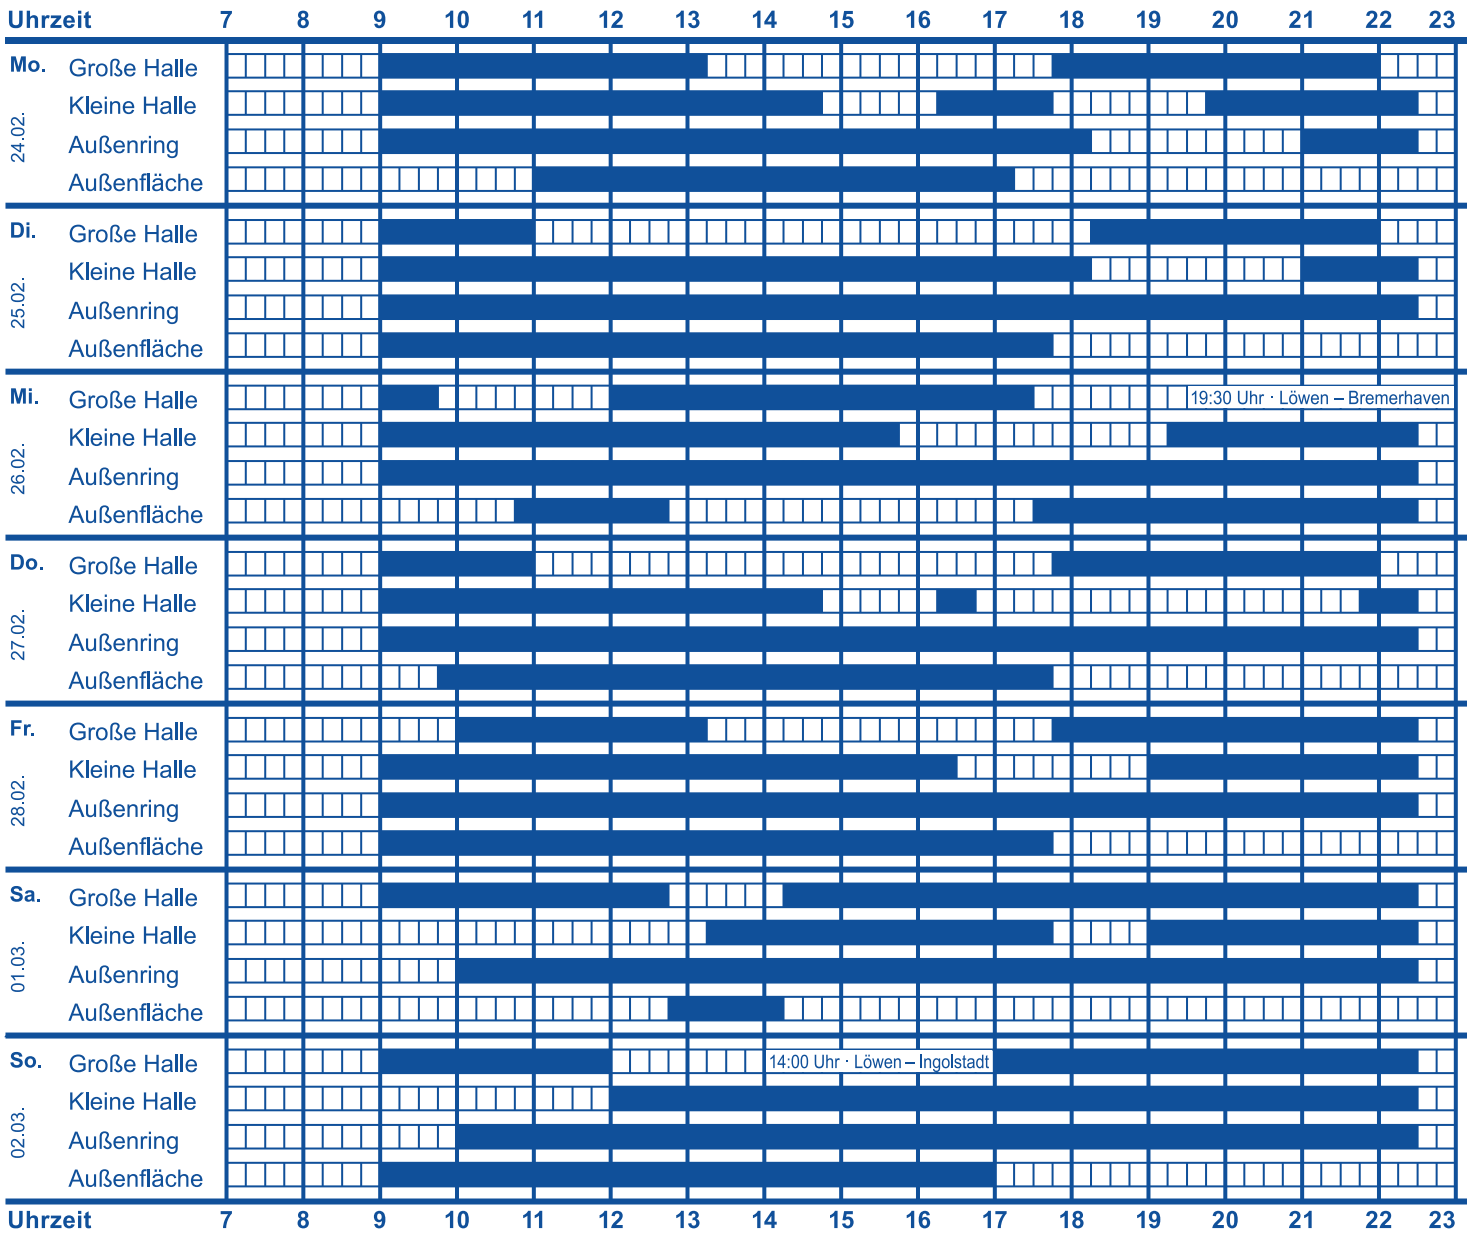 Uhrzeit 7 8 9 10 11 12 13 14 15 16 17 18 19 20 21 22 23
Mo. Große Halle
Kleine Halle
24.02.
Außenring
Außenfläche
Di. Große Halle
Kleine Halle
25.02.
Außenring
Außenfläche
Mi. Große Halle 19:30 Uhr · Löwen – Bremerhaven
Kleine Halle
26.02.
Außenring
Außenfläche
Do. Große Halle
Kleine Halle
27.02.
Außenring
Außenfläche
Fr. Große Halle
Kleine Halle
28.02.
Außenring
Außenfläche
Sa. Große Halle
Kleine Halle
01.03.
Außenring
Außenfläche
So. Große Halle 14:00 Uhr · Löwen – Ingolstadt
Kleine Halle
02.03.
Außenring
Außenfläche
Uhrzeit 7 8 9 10 11 12 13 14 15 16 17 18 19 20 21 22 23